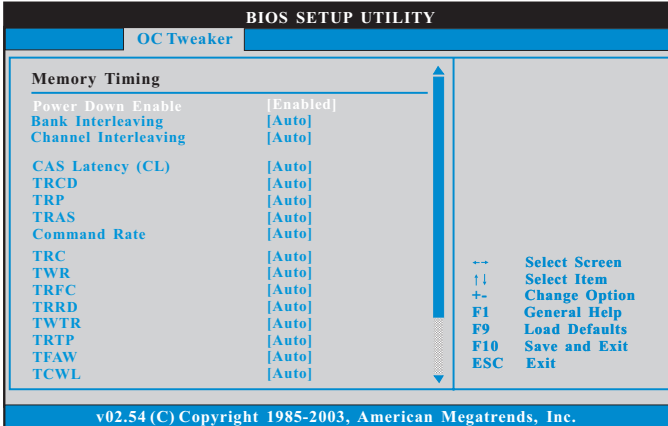 BIOS SETUP UTILITY
OC Tweaker
Memory Timing
Power Down Enable [Enabled]
Bank Interleaving [Auto]
Channel Interleaving [Auto]
CAS Latency (CL) [Auto]
TRCD [Auto]
TRP [Auto]
TRAS [Auto]
Command Rate [Auto]
TRC [Auto]
TWR [Auto]
TRFC [Auto]
TRRD [Auto]
TWTR [Auto]
TRTP [Auto]
TFAW [Auto]
TCWL [Auto]
←→ Select Screen
↑↓ Select Item
+- Change Option
F1 General Help
F9 Load Defaults
F10 Save and Exit
ESC Exit
v02.54 (C) Copyright 1985-2003, American Megatrends, Inc.